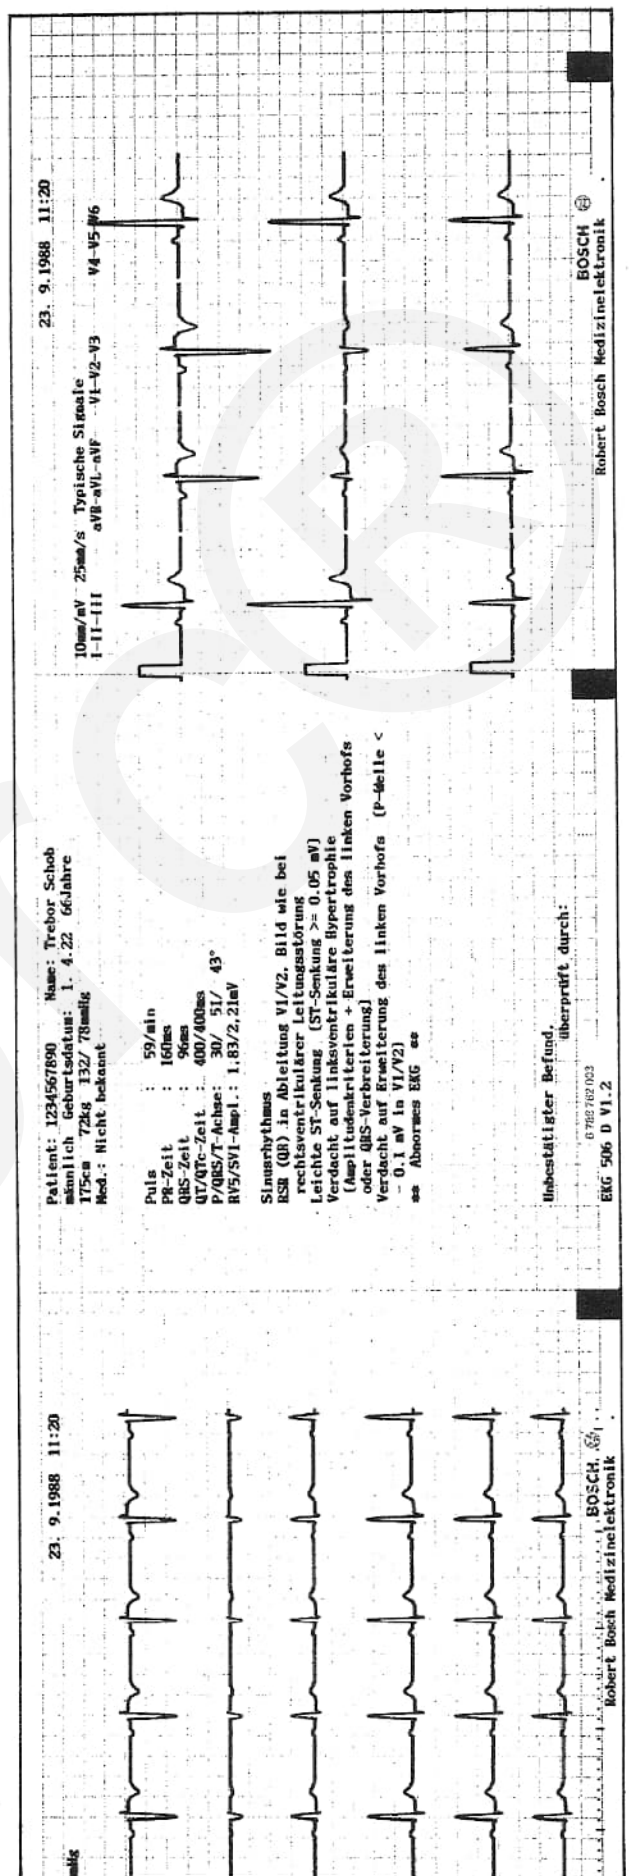 23. 9.1988 11:20
10mm/mV 25mm/s Typische Signale
I-II-III aVR-aVL-aVF V1-V2-V3 V4-V5-V6
BOSCH
Robert Bosch Medizinelektronik
Patient: 1234567890 Name: Trebor Schob
männlich Geburtsdatum: 1. 4.22 66Jahre
175cm 72kg 132/ 78mmHg
Med.: Nicht bekannt
Puls : 59/min
PR-Zeit : 160ms
QRS-Zeit : 96ms
QT/QTc-Zeit : 400/400ms
P/QRS/T-Achse: 30/ 51/ 43°
RV5/SV1-Ampl.: 1,83/2,21mV
Sinusrhythmus
RSR (QR) in Ableitung V1/V2, Bild wie bei
rechtsventrikulärer Leitungsstörung
Leichte ST-Senkung [ST-Senkung >= 0.05 mV]
Verdacht auf linksventrikuläre Hypertrophie
[Amplitudenkriterien + Erweiterung des linken Vorhofs
oder QRS-Verbreiterung]
Verdacht auf Erweiterung des linken Vorhofs [P-Welle <
- 0.1 mV in V1/V2]
** Abnormes EKG **
Unbestätigter Befund.
überprüft durch:
6 798 762 003
EKG 506 D V1.2
23. 9.1988 11:20
BOSCH
Robert Bosch Medizinelektronik
mmHg